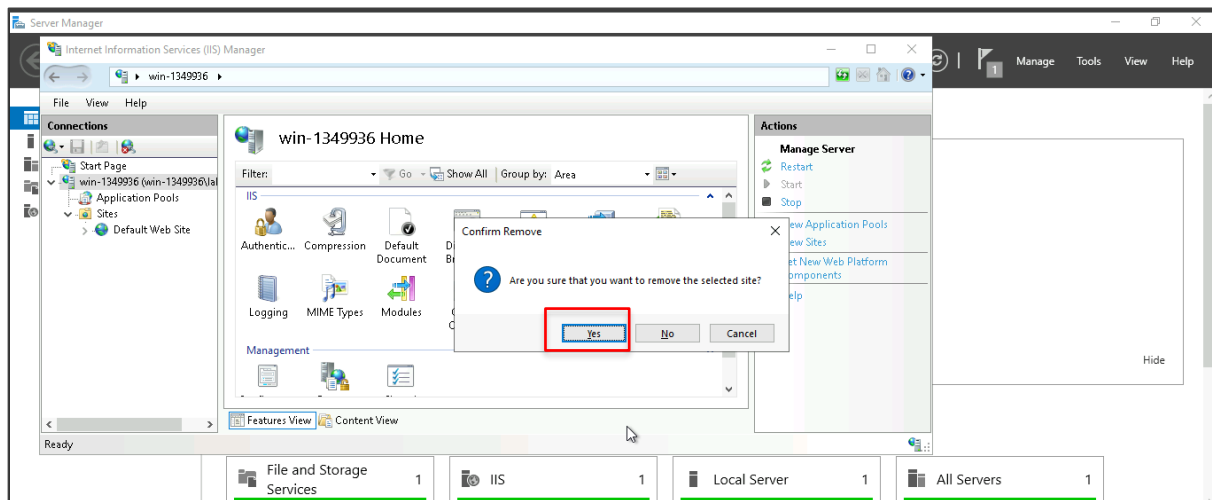 Server Manager
Internet Information Services (IIS) Manager
Manage Tools View Help
1
win-1349936
File View Help
Connections
Start Page
win-1349936 (win-1349936\lal
Application Pools
Sites
Default Web Site
win-1349936 Home
Filter: Go Show All Group by: Area
IIS
Authentic... Compression Default Document
Logging MIME Types Modules
Management
Features View Content View
Actions
Manage Server
Restart
Start
Stop
ew Application Pools
ew Sites
et New Web Platform
omponents
elp
Confirm Remove
Are you sure that you want to remove the selected site?
Yes No Cancel
Ready
Hide
File and Storage Services 1
IIS 1
Local Server 1
All Servers 1